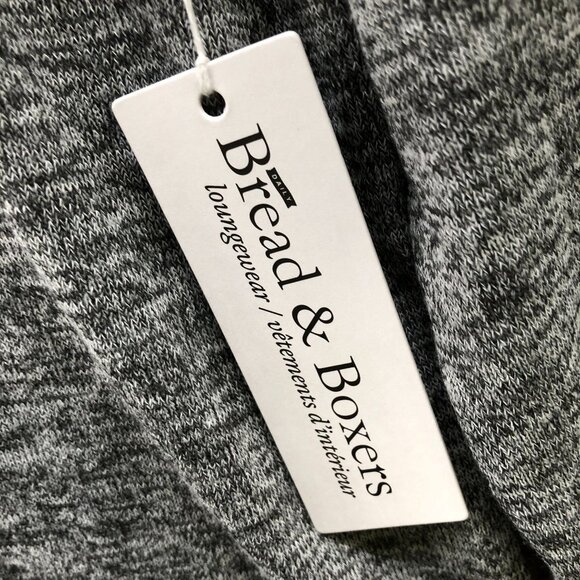 DAILY
Bread & Boxers
loungewear / vêtements d'intérieur